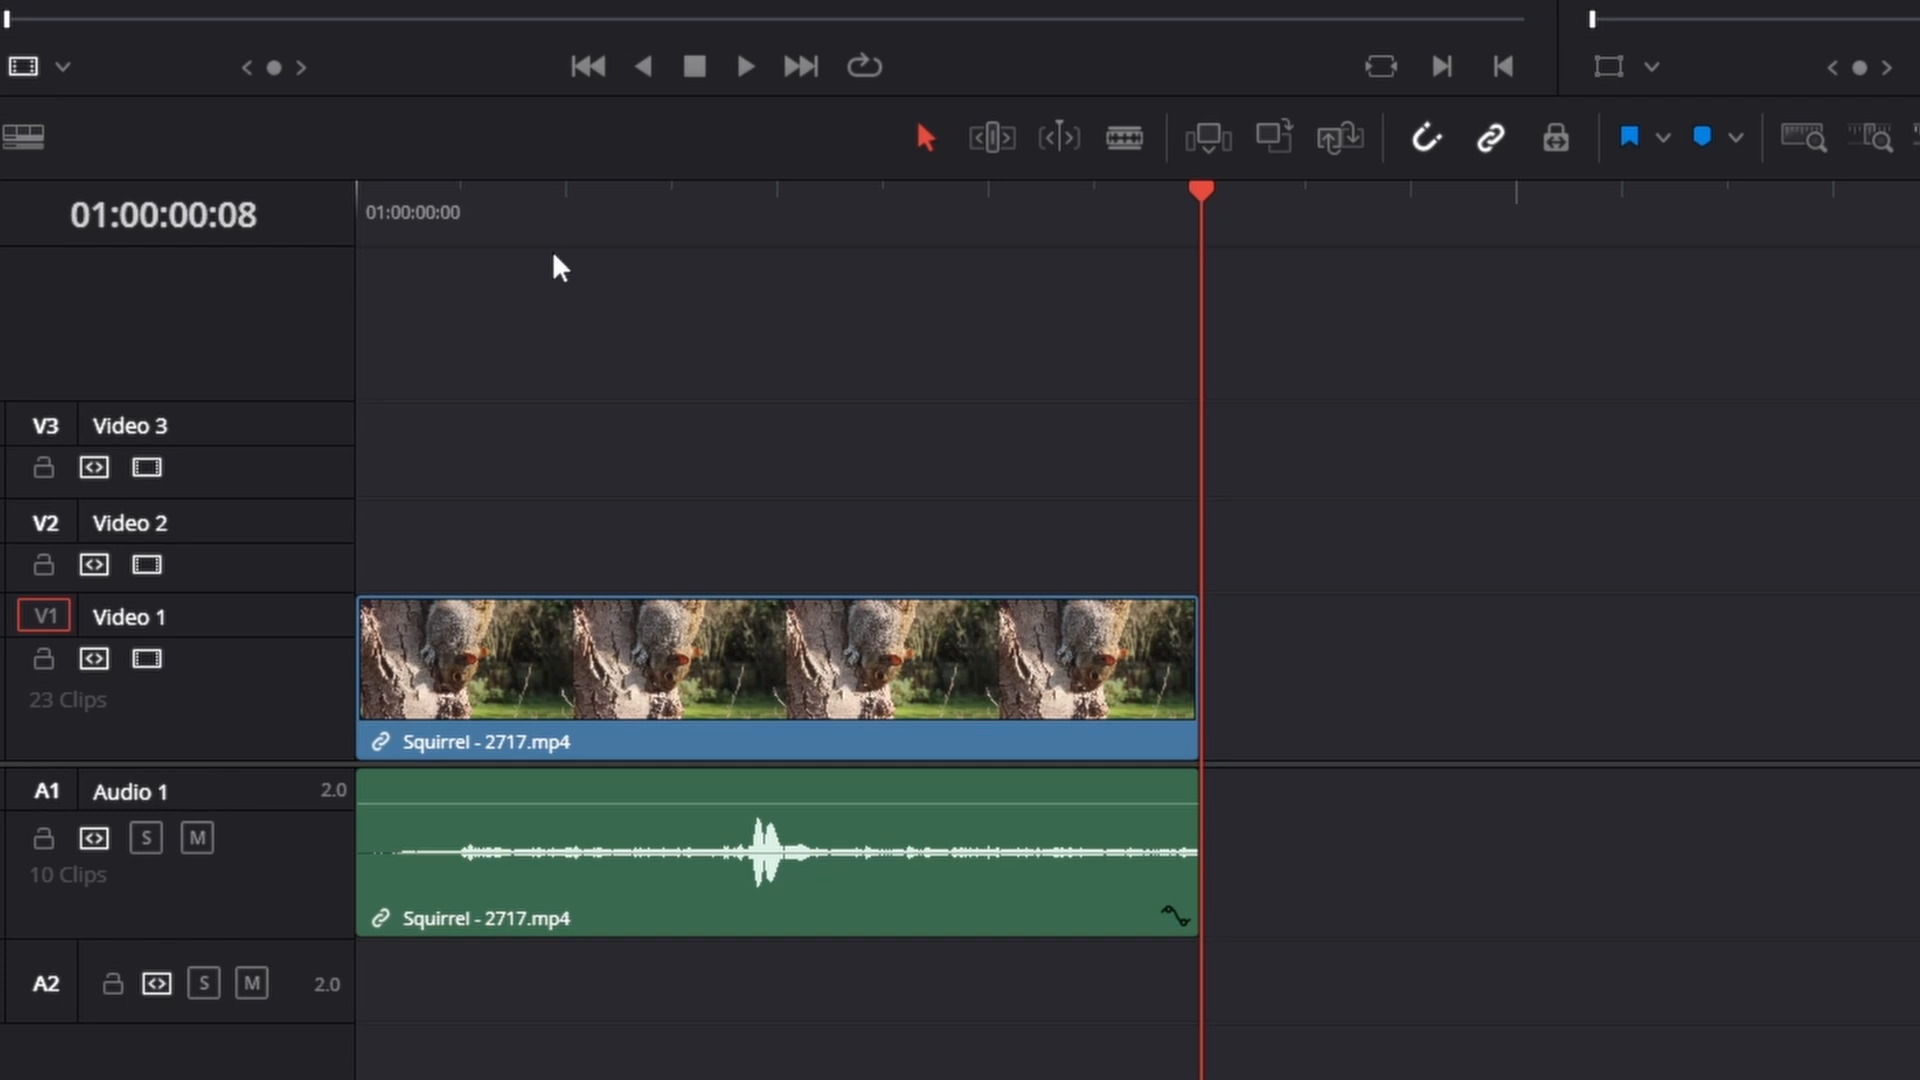 01:00:00:08
01:00:00:00
V3 Video 3
V2 Video 2
V1 Video 1
23 Clips
Squirrel - 2717.mp4
A1 Audio 1 2.0
S M
10 Clips
Squirrel - 2717.mp4
A2 S M 2.0